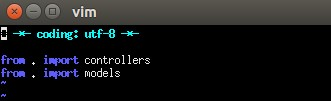 vim
# -*- coding: utf-8 -*-
from . import controllers
from . import models
~
~